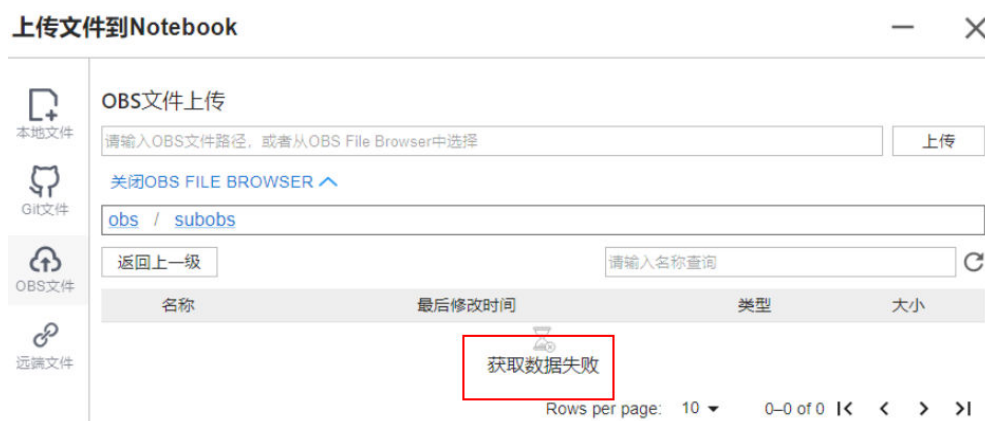 上传文件到Notebook
本地文件
Git文件
OBS文件
远端文件
OBS文件上传
请输入OBS文件路径，或者从OBS File Browser中选择
上传
关闭OBS FILE BROWSER
obs / subobs
返回上一级
请输入名称查询
名称 最后修改时间 类型 大小
获取数据失败
Rows per page: 10 0–0 of 0